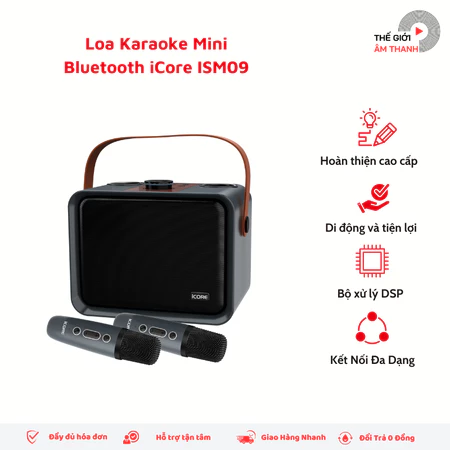 Loa Karaoke Mini
Bluetooth iCore ISM09
THẾ GIỚI
ÂM THANH
Hoàn thiện cao cấp
Di động và tiện lợi
Bộ xử lý DSP
Kết Nối Đa Dạng
iCORE
Đầy đủ hóa đơn
Hỗ trợ tận tâm
Giao Hàng Nhanh
Đổi Trả 0 Đồng